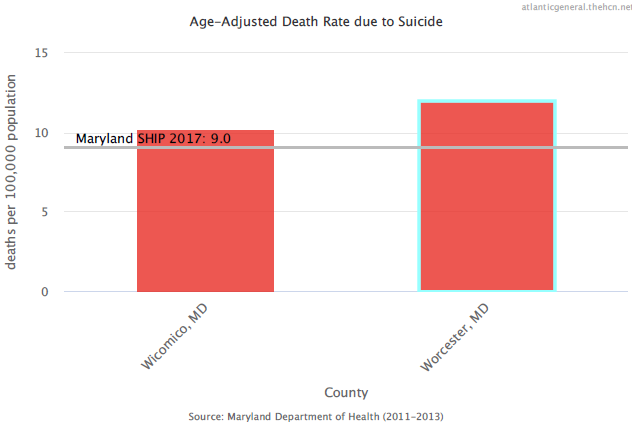 atlanticgeneral.thehcn.net
Age-Adjusted Death Rate due to Suicide
deaths per 100,000 population
15
10
5
0
Maryland SHIP 2017: 9.0
Wicomico, MD
Worcester, MD
County
Source: Maryland Department of Health (2011-2013)